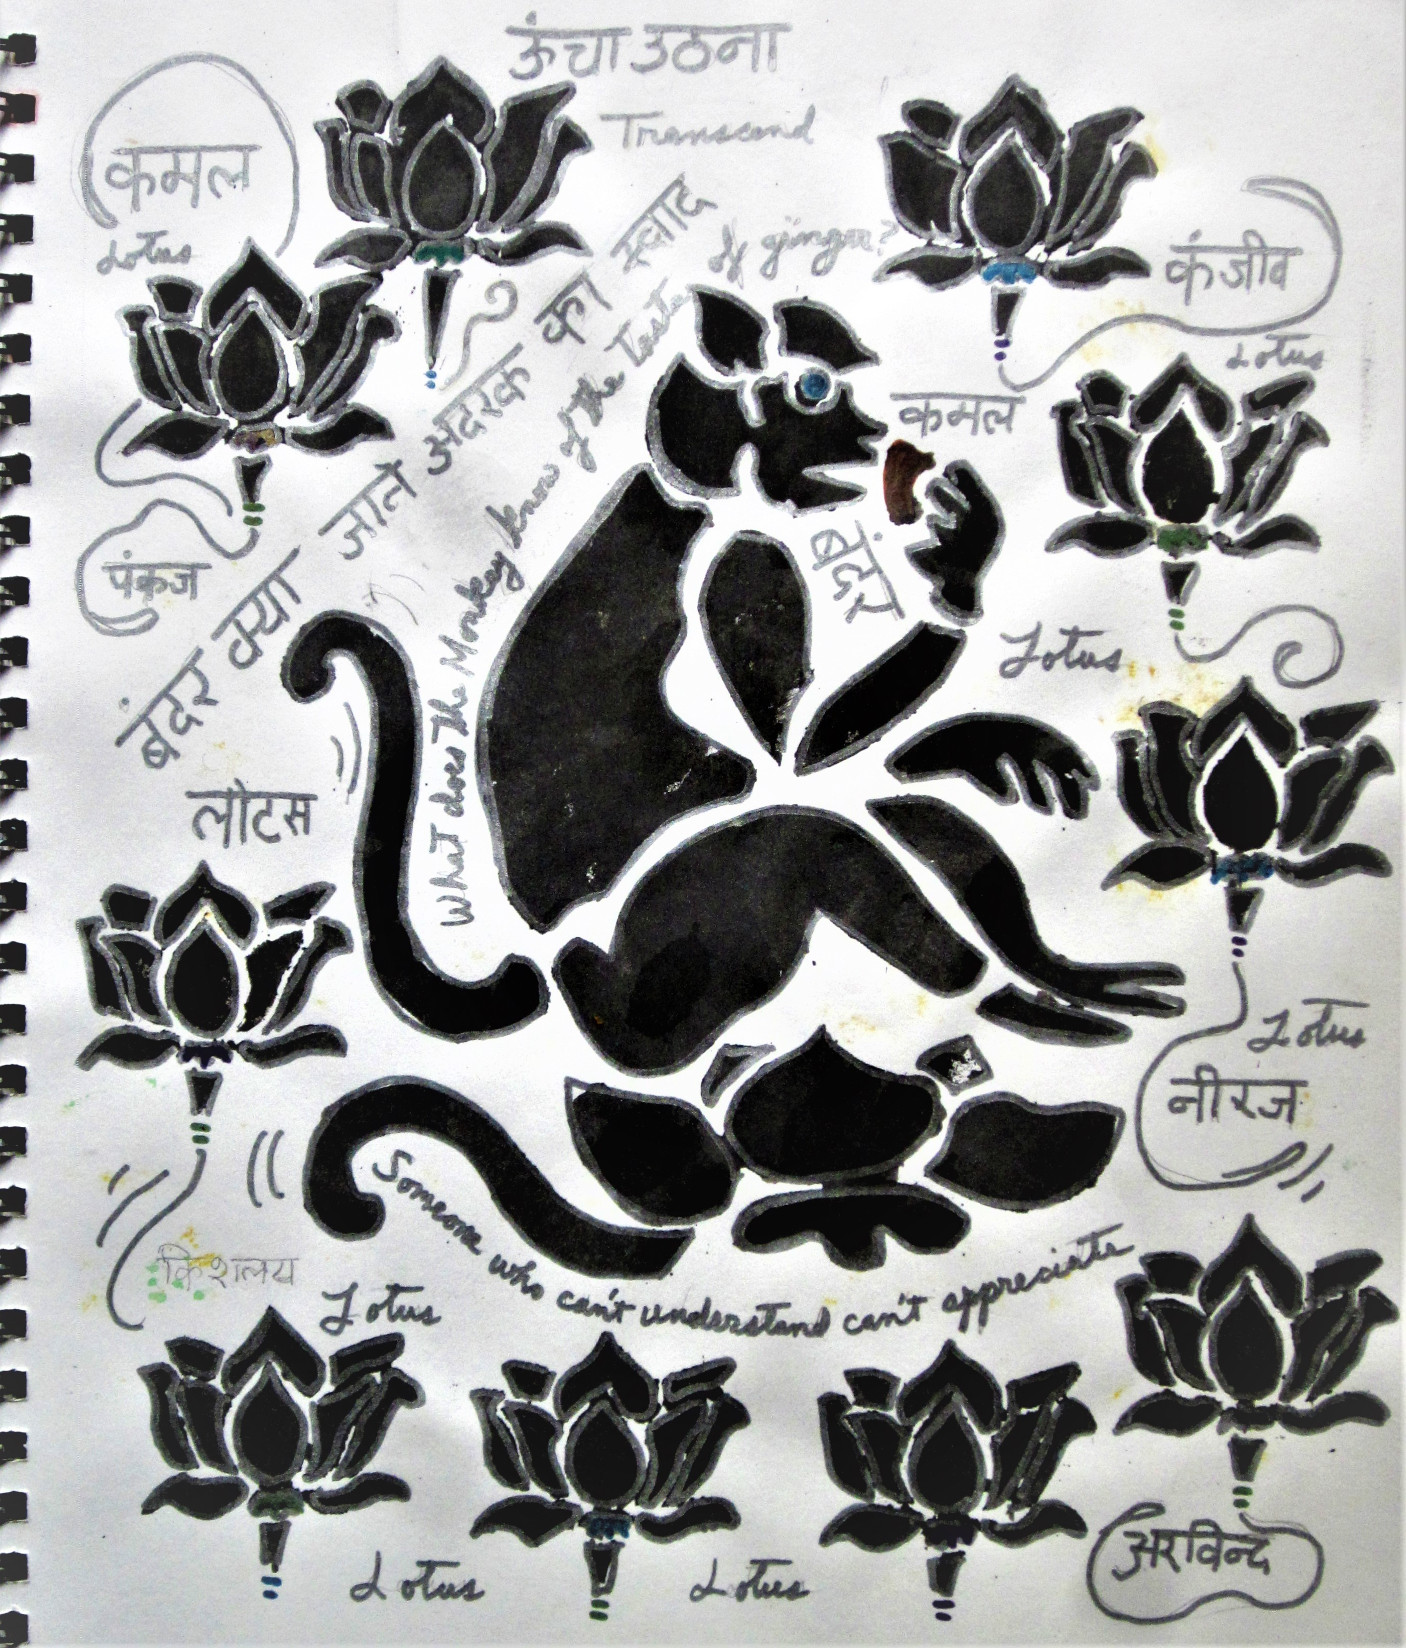 ऊंचा उठना
Transcend
कमल
Lotus
बंदर क्या जाने अदरक का स्वाद
What does the Monkey know of the taste of ginger?
कंजीव
Lotus
कमल
बंदर
पंकज
Lotus
लोटस
Lotus
नीरज
Someone who can't understand can't appreciate
किशलय
Lotus
Lotus
Lotus
अरविन्द